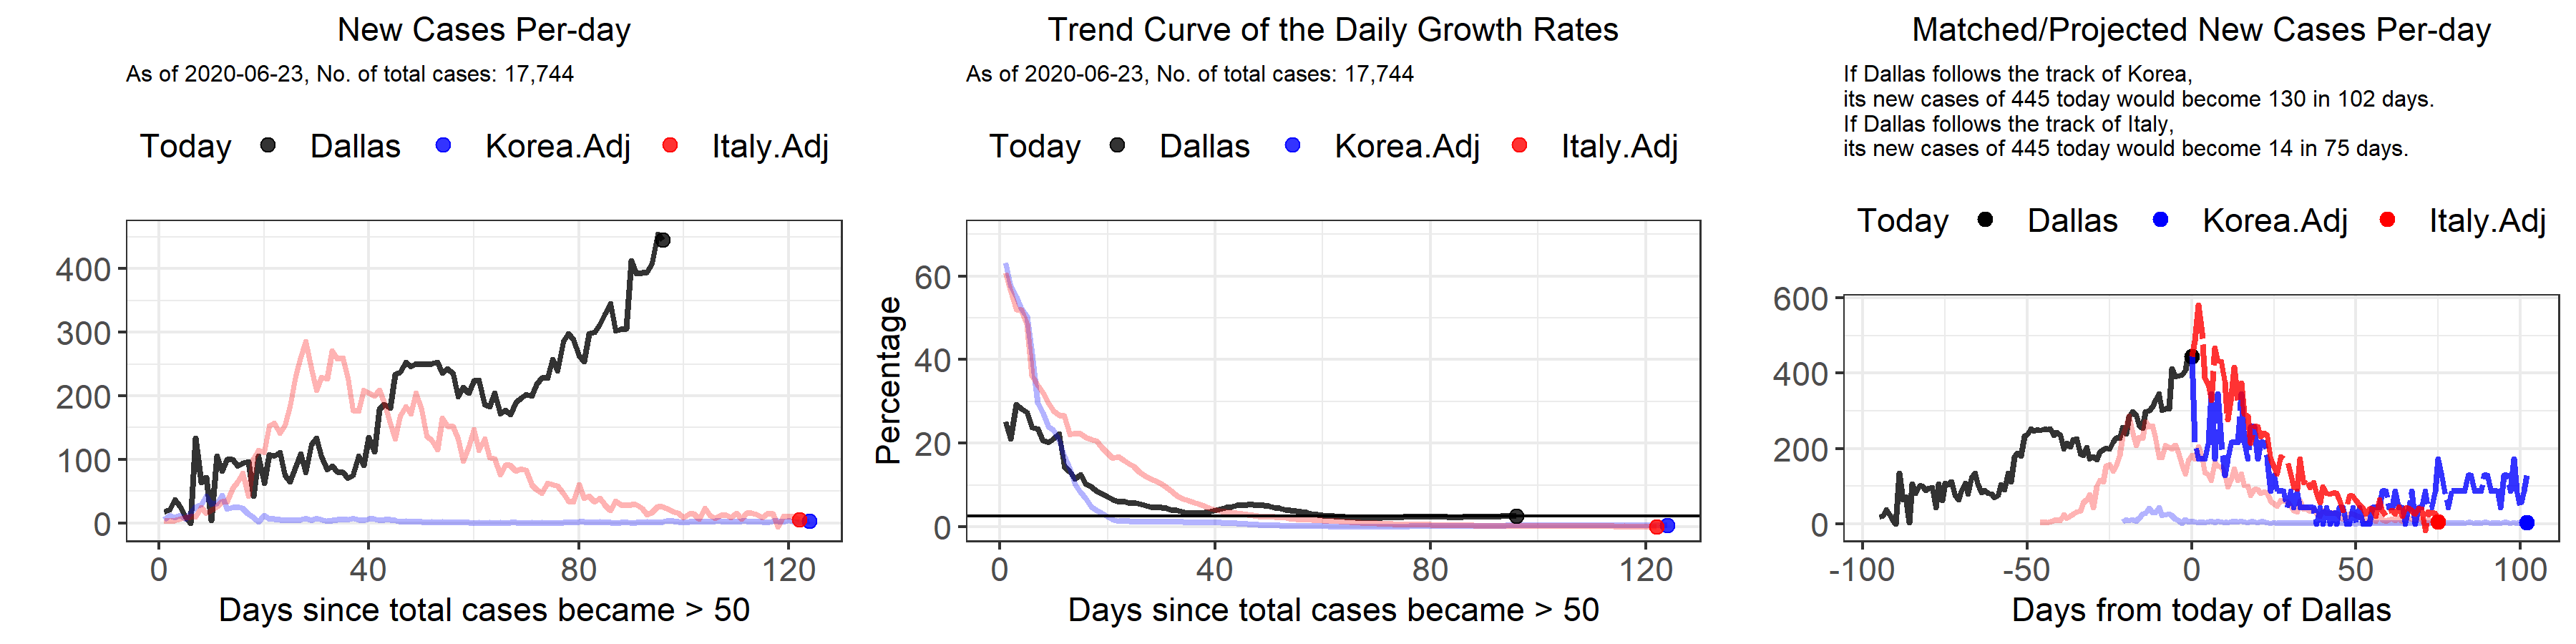 New Cases Per-day
As of 2020-06-23, No. of total cases: 17,744
Today Dallas Korea.Adj Italy.Adj
400
300
200
100
0
0 40 80 120
Days since total cases became > 50
Trend Curve of the Daily Growth Rates
As of 2020-06-23, No. of total cases: 17,744
Today Dallas Korea.Adj Italy.Adj
Percentage
60
40
20
0
0 40 80 120
Days since total cases became > 50
Matched/Projected New Cases Per-day
If Dallas follows the track of Korea,
its new cases of 445 today would become 130 in 102 days.
If Dallas follows the track of Italy,
its new cases of 445 today would become 14 in 75 days.
Today Dallas Korea.Adj Italy.Adj
600
400
200
0
-100 -50 0 50 100
Days from today of Dallas